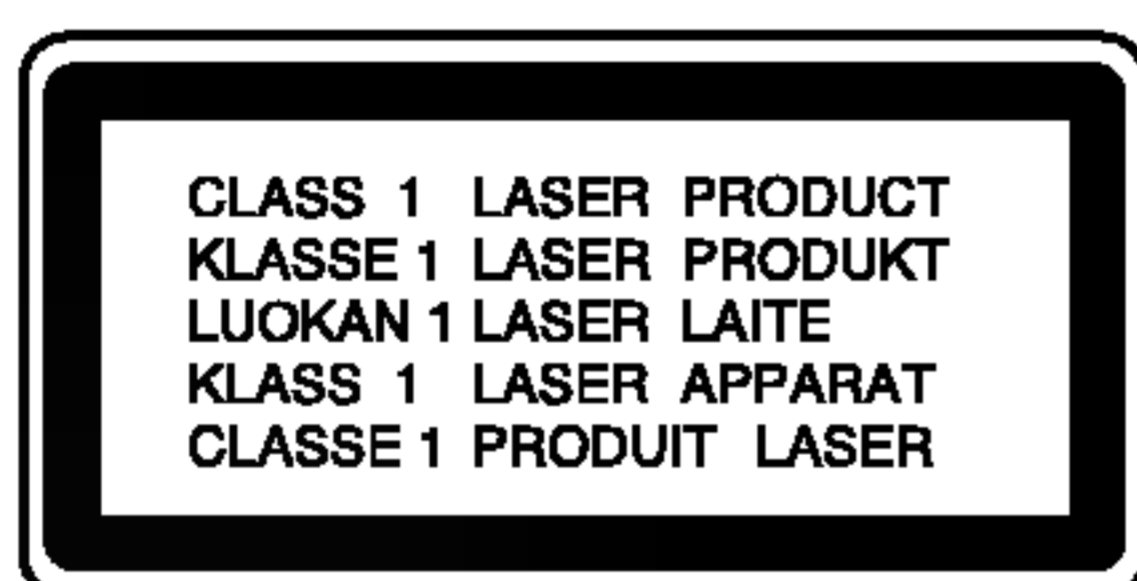 CLASS 1 LASER PRODUCT
KLASSE 1 LASER PRODUKT
LUOKAN 1 LASER LAITE
KLASS 1 LASER APPARAT
CLASSE 1 PRODUIT LASER